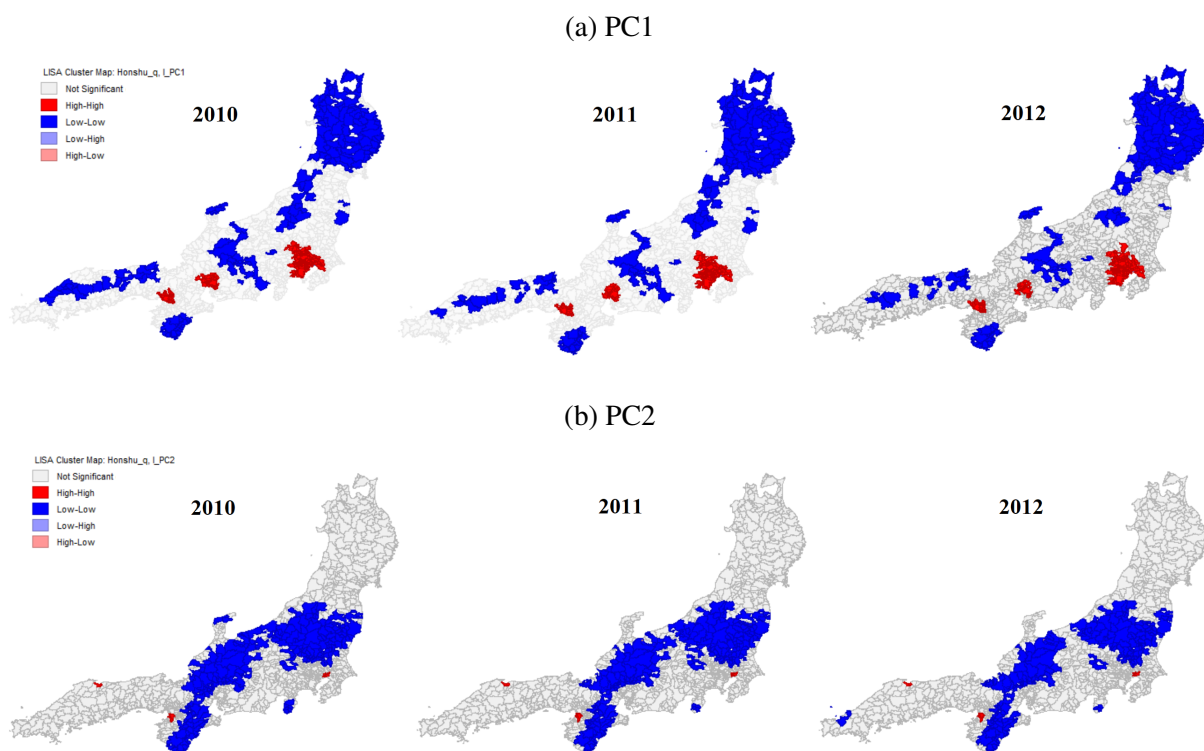 (a) PC1
LISA Cluster Map: Honshu_q, I_PC1
Not Significant
High-High
Low-Low
Low-High
High-Low
2010
2011
2012
(b) PC2
LISA Cluster Map: Honshu_q, I_PC2
Not Significant
High-High
Low-Low
Low-High
High-Low
2010
2011
2012